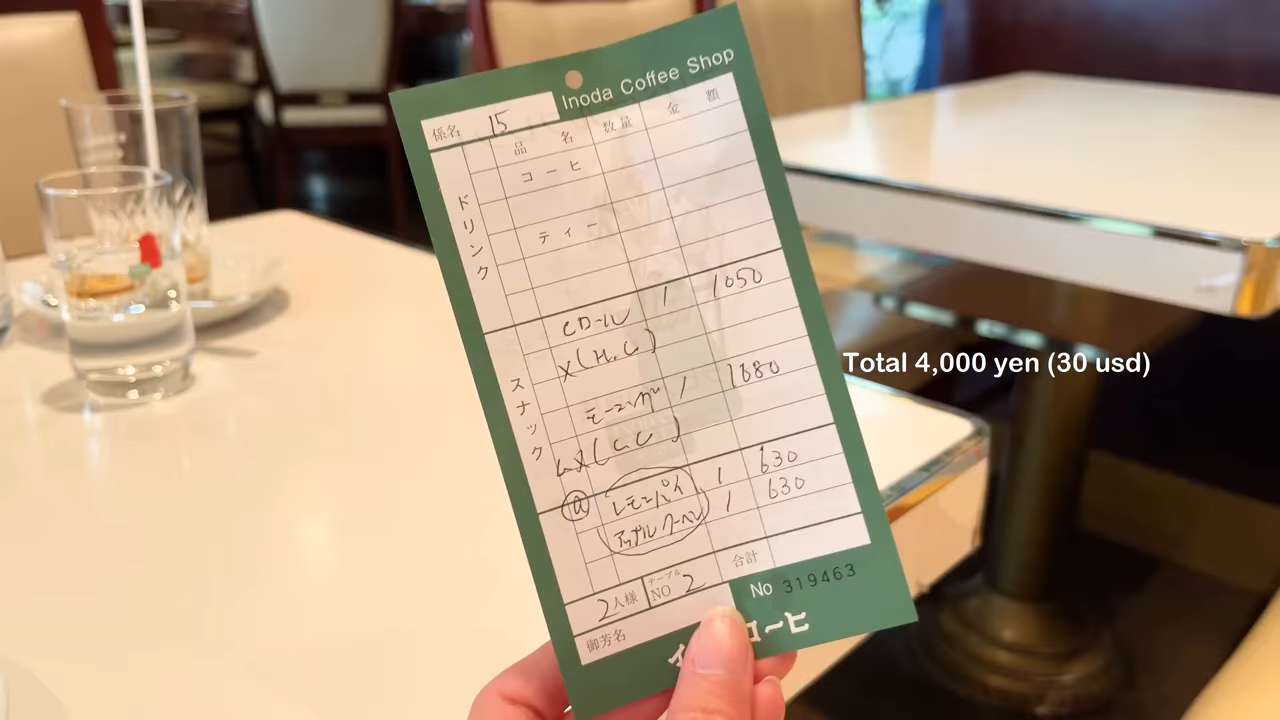 Inoda Coffee Shop
係名 15
品名 数量 金額
ドリンク
コーヒ
ティー
スナック
ロール 1 1050
(H.C)
モーニング 1 1680
(C C)
レモンパイ 1 630
アップルクーヘン 1 630
2人様 テーブルNO 2 合計
御芳名
No 319463
コーヒ
Total 4,000 yen (30 usd)